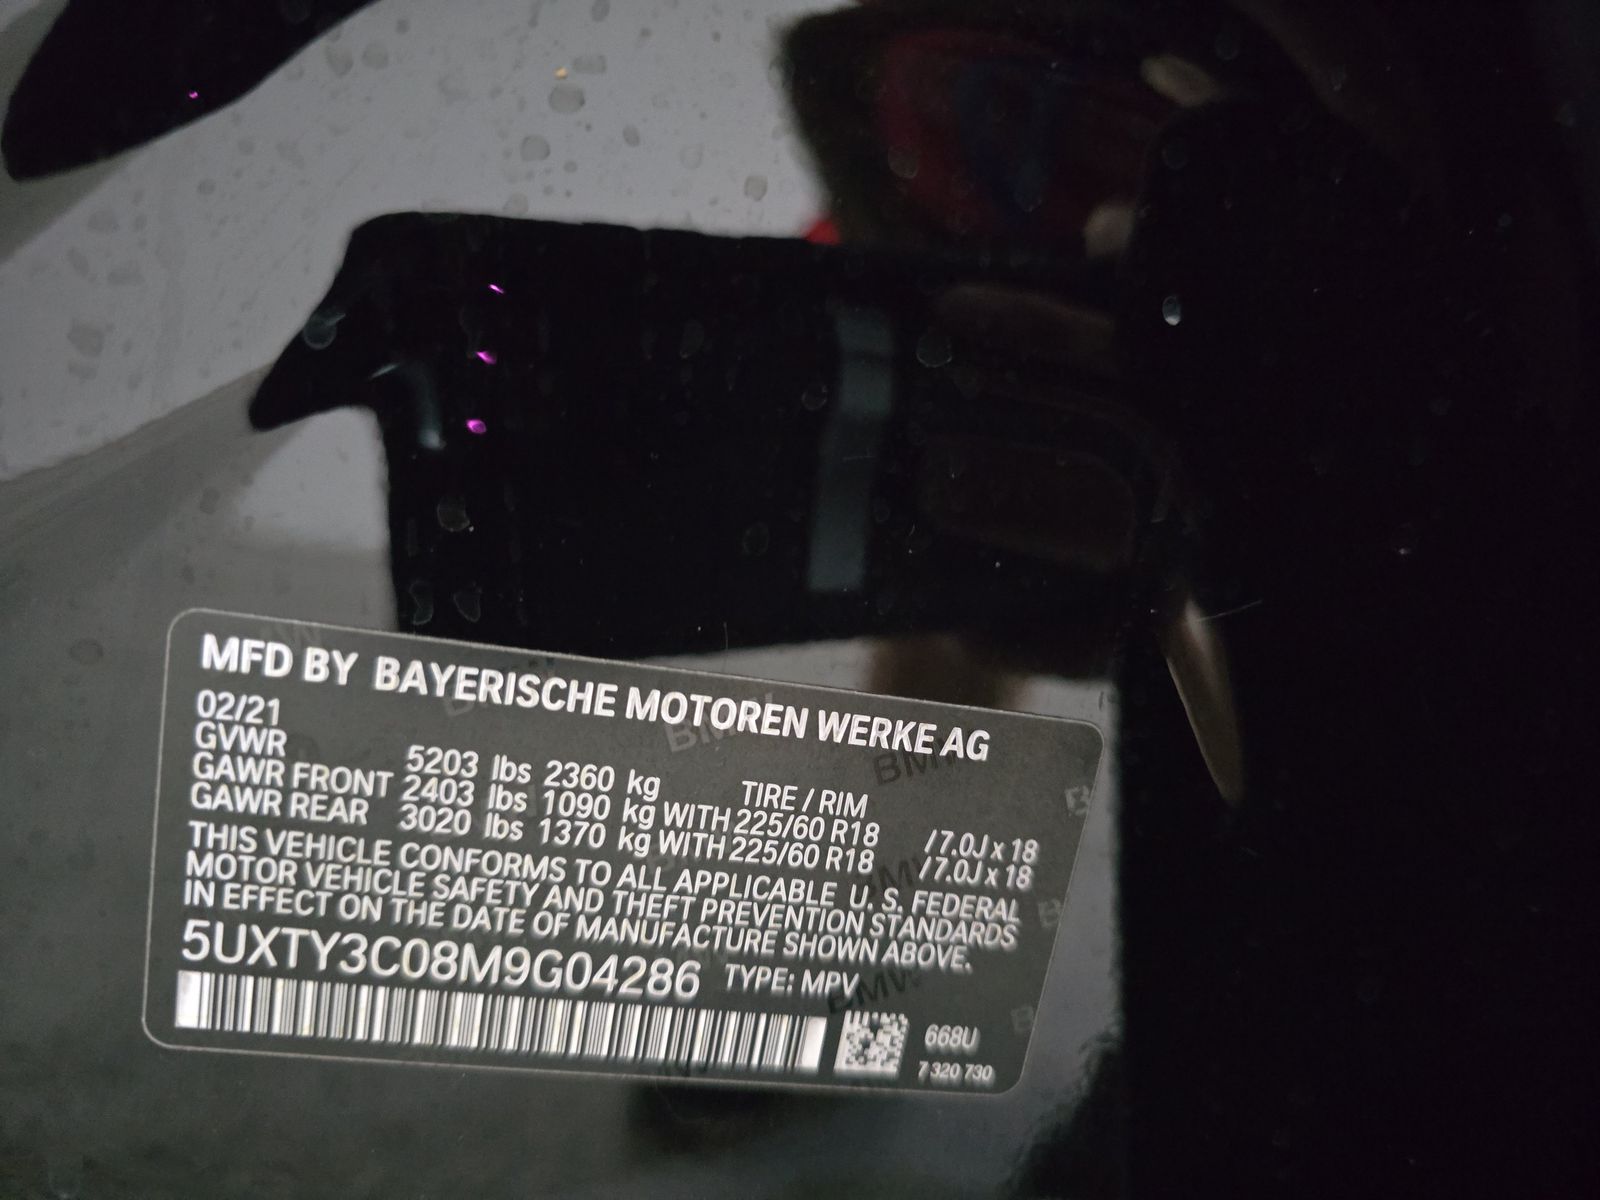 MFD BY BAYERISCHE MOTOREN WERKE AG
02/21
GVWR 5203 lbs 2360 kg TIRE / RIM
GAWR FRONT 2403 lbs 1090 kg WITH 225/60 R18 /7.0J x 18
GAWR REAR 3020 lbs 1370 kg WITH 225/60 R18 /7.0J x 18
THIS VEHICLE CONFORMS TO ALL APPLICABLE U. S. FEDERAL
MOTOR VEHICLE SAFETY AND THEFT PREVENTION STANDARDS
IN EFFECT ON THE DATE OF MANUFACTURE SHOWN ABOVE.
5UXTY3C08M9G04286 TYPE: MPV
668U
7 320 730